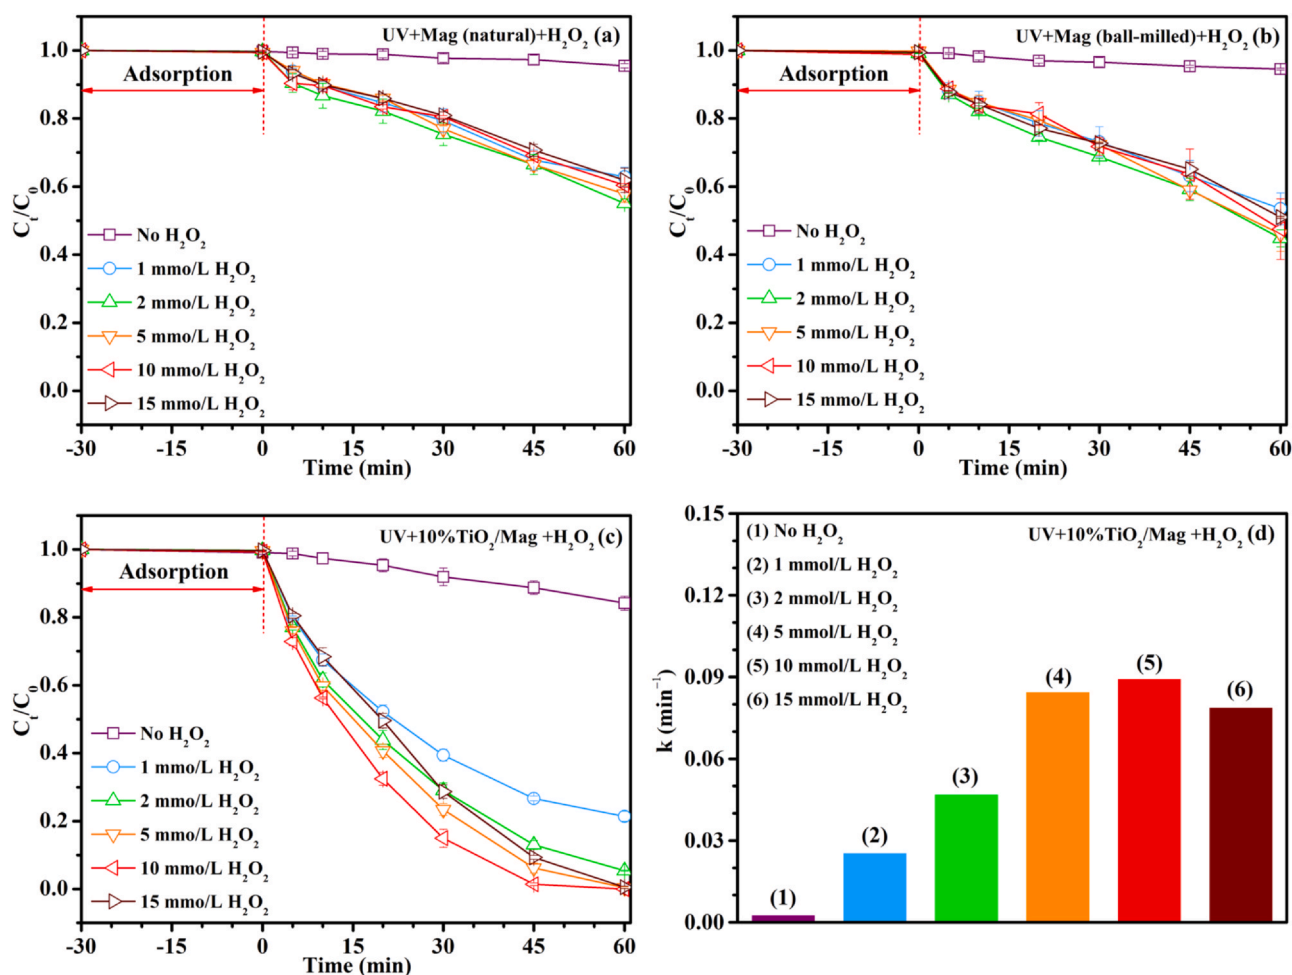 UV+Mag (natural)+H₂O₂ (a)
1.0
Adsorption
0.8
0.6
Cₜ/C₀
No H₂O₂
1 mmo/L H₂O₂
0.4
2 mmo/L H₂O₂
0.2
5 mmo/L H₂O₂
10 mmo/L H₂O₂
0.0
15 mmo/L H₂O₂
-30 -15 0 15 30 45 60
Time (min)
UV+Mag (ball-milled)+H₂O₂ (b)
1.0
Adsorption
0.8
0.6
Cₜ/C₀
No H₂O₂
1 mmo/L H₂O₂
0.4
2 mmo/L H₂O₂
0.2
5 mmo/L H₂O₂
10 mmo/L H₂O₂
0.0
15 mmo/L H₂O₂
-30 -15 0 15 30 45 60
Time (min)
UV+10%TiO₂/Mag +H₂O₂ (c)
1.0
Adsorption
0.8
0.6
Cₜ/C₀
No H₂O₂
0.4
1 mmo/L H₂O₂
2 mmo/L H₂O₂
0.2
5 mmo/L H₂O₂
10 mmo/L H₂O₂
0.0
15 mmo/L H₂O₂
-30 -15 0 15 30 45 60
Time (min)
0.15
(1) No H₂O₂ UV+10%TiO₂/Mag +H₂O₂ (d)
(2) 1 mmol/L H₂O₂
0.12
(3) 2 mmol/L H₂O₂
(4) 5 mmol/L H₂O₂
(5) 10 mmol/L H₂O₂
(6) 15 mmol/L H₂O₂
0.09
k (min⁻¹)
0.06
0.03
0.00
(1) (2) (3) (4) (5) (6)